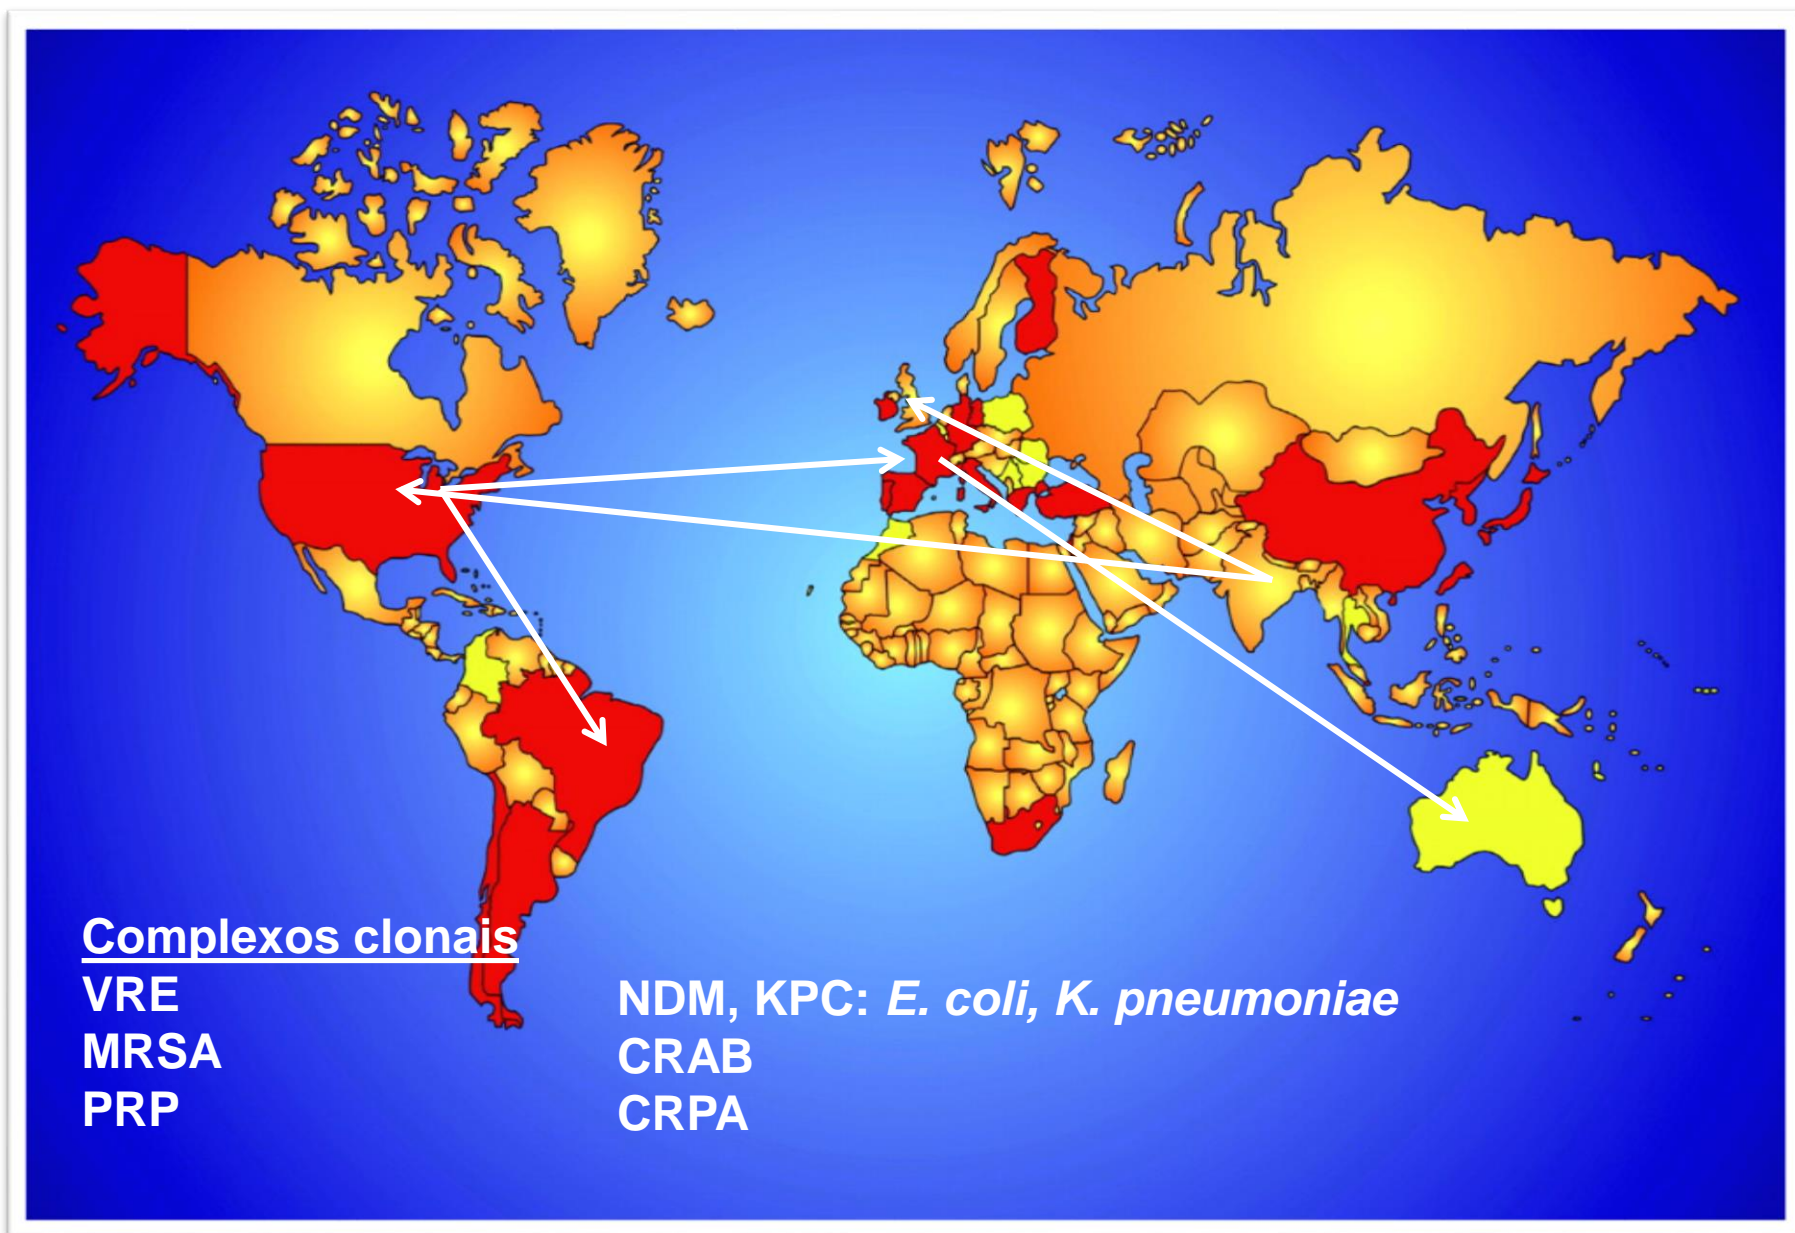 Complexos clonais
VRE
MRSA
PRP
NDM, KPC: E. coli, K. pneumoniae
CRAB
CRPA